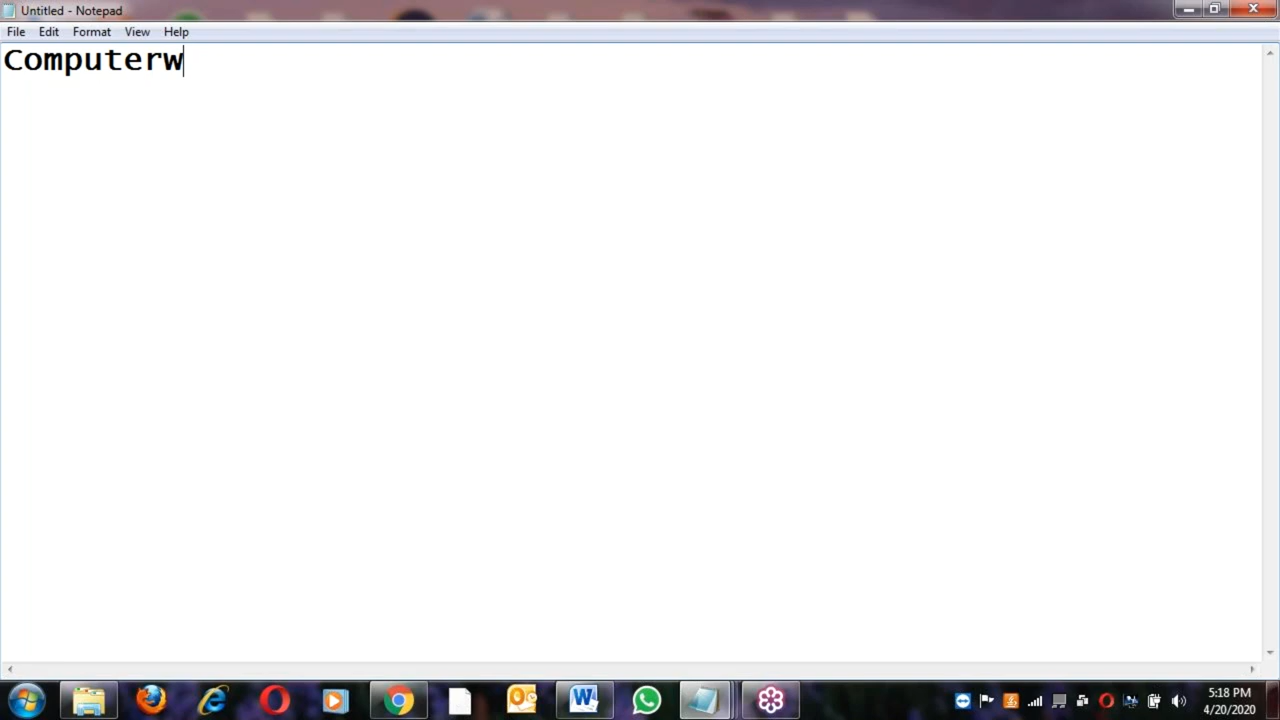 Untitled - Notepad
File Edit Format View Help
Computerw
5:18 PM
4/20/2020